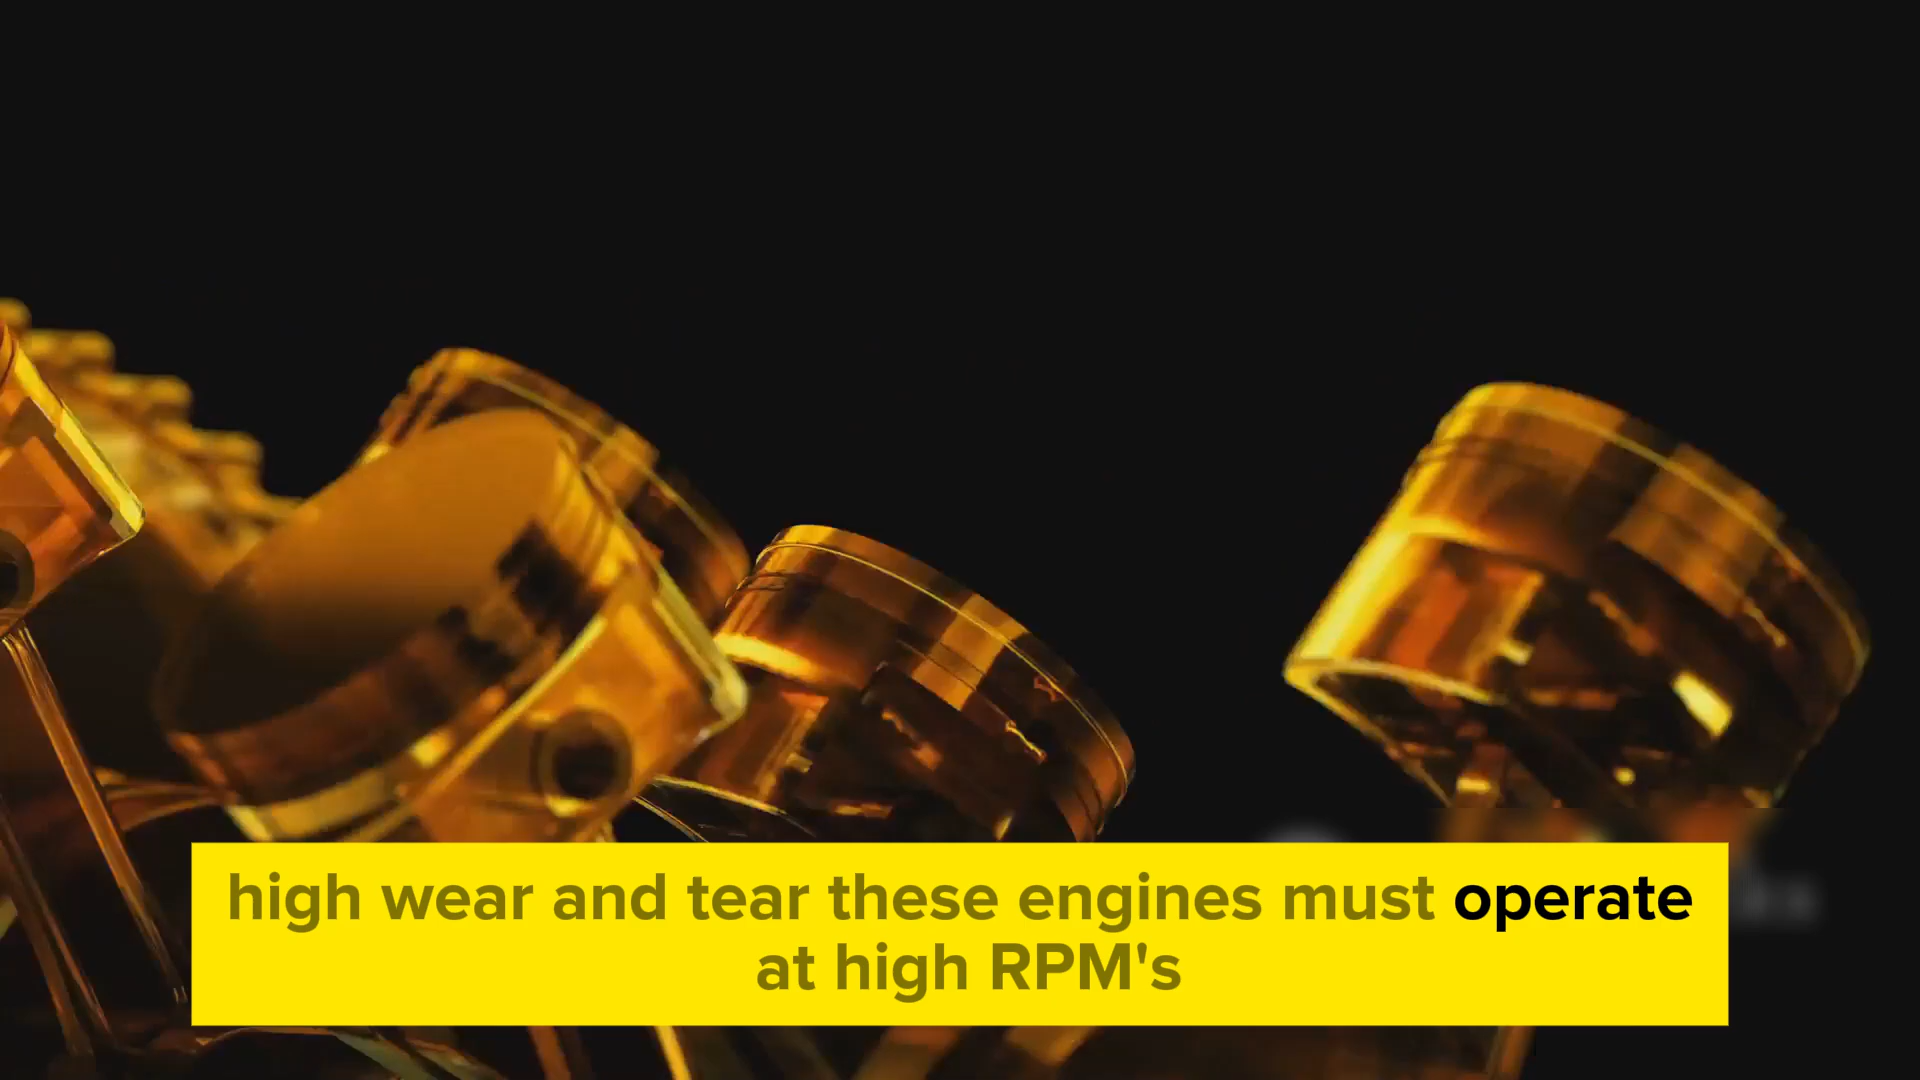 high wear and tear these engines must operate
at high RPM's